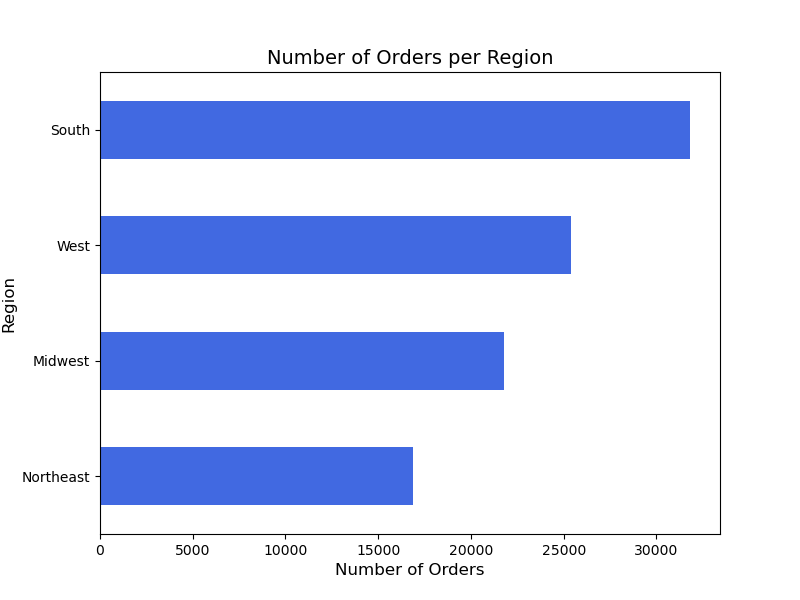 Number of Orders per Region
South
West
Midwest
Northeast
Region
0 5000 10000 15000 20000 25000 30000
Number of Orders